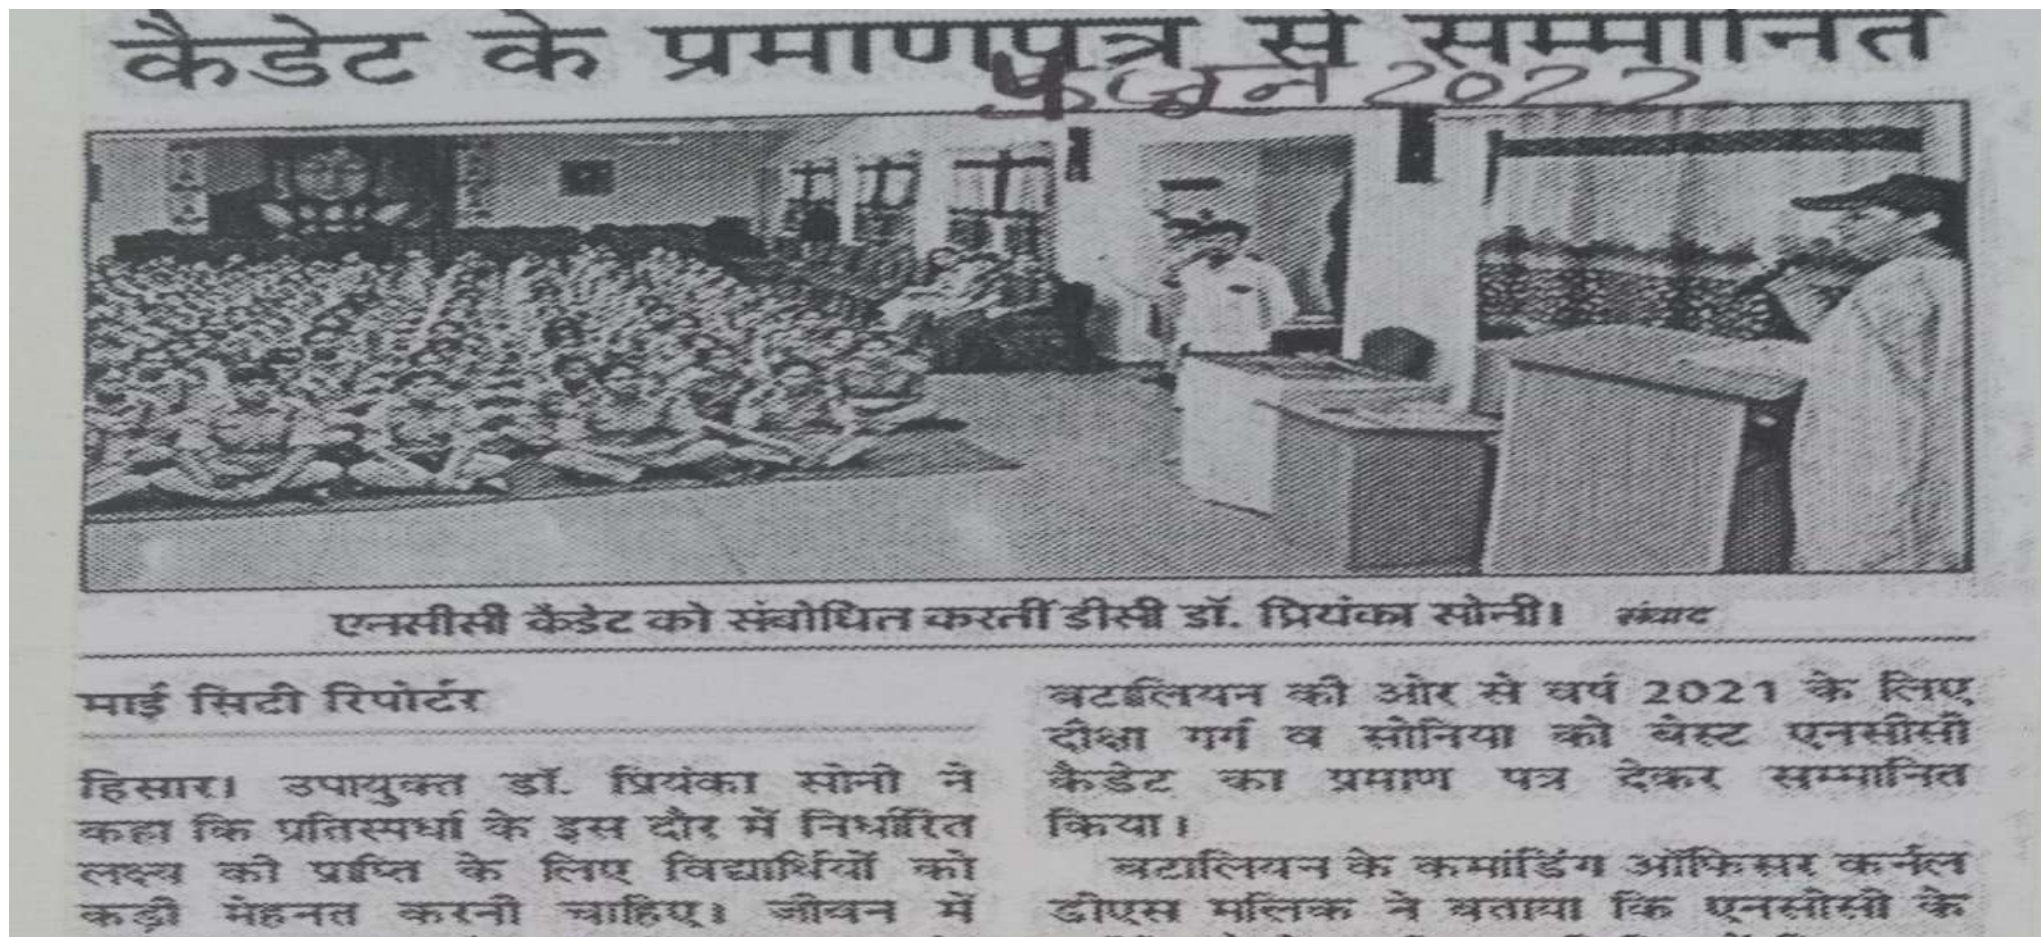 कैडेट के प्रमाणपत्र से सम्मानित
जून 2022
एनसीसी कैडेट को संबोधित करतीं डीसी डॉ. प्रियंका सोनी। संवाद
माई सिटी रिपोर्टर
हिसार। उपायुक्त डॉ. प्रियंका सोनी ने
कहा कि प्रतिस्पर्धा के इस दौर में निर्धारित
लक्ष्य की प्राप्ति के लिए विद्यार्थियों को
कड़ी मेहनत करनी चाहिए। जीवन में
बटालियन की ओर से वर्ष 2021 के लिए
दीक्षा गर्ग व सोनिया को बेस्ट एनसीसी
कैडेट का प्रमाण पत्र देकर सम्मानित
किया।
बटालियन के कमांडिंग ऑफिसर कर्नल
डीएस मलिक ने बताया कि एनसीसी के